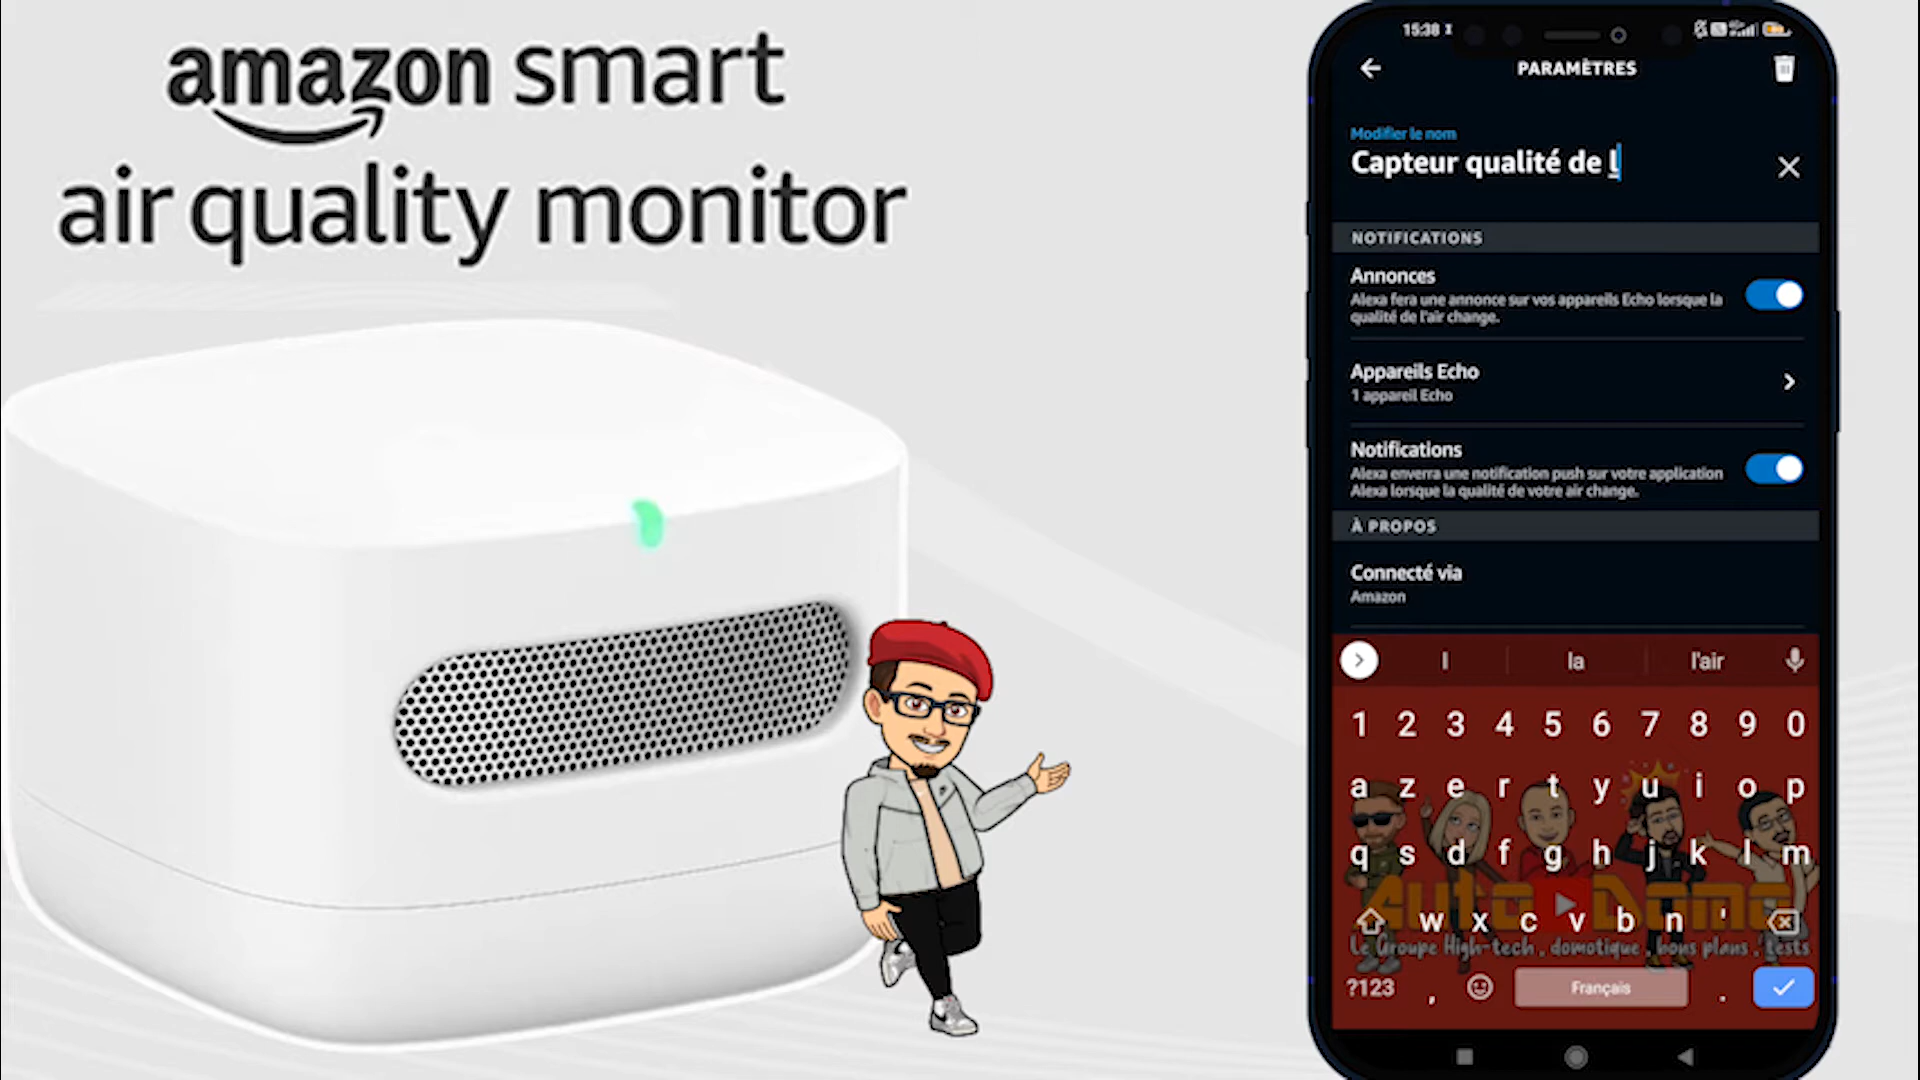 amazon smart
air quality monitor
15:38
PARAMÈTRES
Modifier le nom
Capteur qualité de l
NOTIFICATIONS
Annonces
Alexa fera une annonce sur vos appareils Echo lorsque la
qualité de l'air change.
Appareils Echo
1 appareil Echo
Notifications
Alexa enverra une notification push sur votre application
Alexa lorsque la qualité de votre air change.
À PROPOS
Connecté via
Amazon
l la l'air
1 2 3 4 5 6 7 8 9 0
a z e r t y u i o p
q s d f g h j k l m
Auto Domo
w x c v b n '
Le Groupe High-tech , domotique , bons plans , tests
?123 , Français .